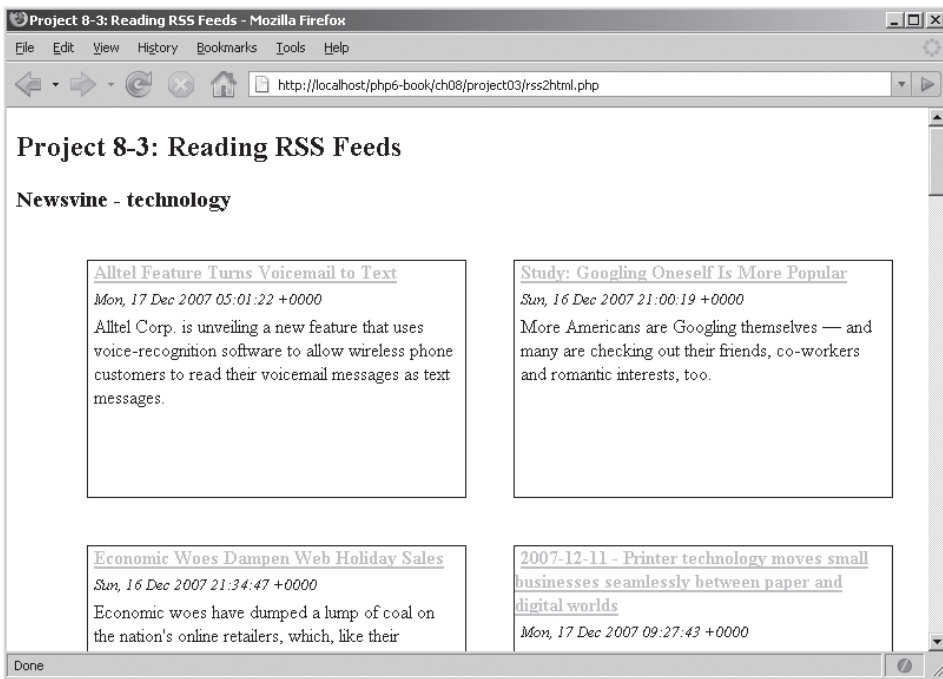 Project 8-3: Reading RSS Feeds - Mozilla Firefox
File Edit View History Bookmarks Tools Help
http://localhost/php6-book/ch08/project03/rss2html.php
Project 8-3: Reading RSS Feeds
Newsvine - technology
Alltel Feature Turns Voicemail to Text
Mon, 17 Dec 2007 05:01:22 +0000
Alltel Corp. is unveiling a new feature that uses
voice-recognition software to allow wireless phone
customers to read their voicemail messages as text
messages.
Study: Googling Oneself Is More Popular
Sun, 16 Dec 2007 21:00:19 +0000
More Americans are Googling themselves — and
many are checking out their friends, co-workers
and romantic interests, too.
Economic Woes Dampen Web Holiday Sales
Sun, 16 Dec 2007 21:34:47 +0000
Economic woes have dumped a lump of coal on
the nation's online retailers, which, like their
2007-12-11 - Printer technology moves small
businesses seamlessly between paper and
digital worlds
Mon, 17 Dec 2007 09:27:43 +0000
Done